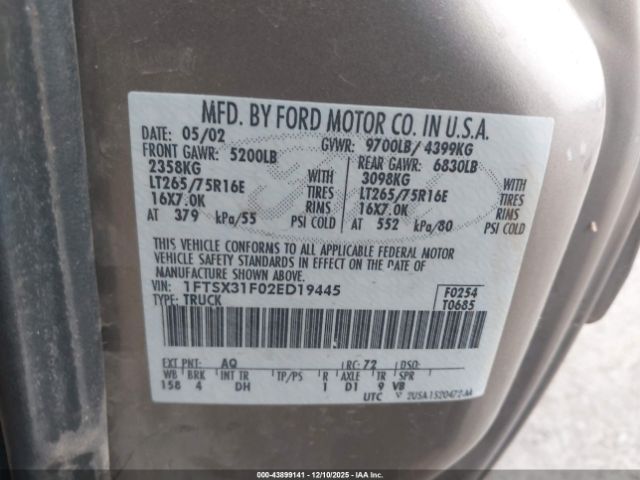 MFD. BY FORD MOTOR CO. IN U.S.A.
DATE: 05/02 GVWR: 9700LB/ 4399KG
FRONT GAWR: 5200LB REAR GAWR: 6830LB
2358KG WITH 3098KG WITH
LT265/75R16E TIRES LT265/75R16E TIRES
16X7.0K RIMS 16X7.0K RIMS
AT 379 kPa/55 PSI COLD AT 552 kPa/80 PSI COLD
THIS VEHICLE CONFORMS TO ALL APPLICABLE FEDERAL MOTOR
VEHICLE SAFETY STANDARDS IN EFFECT ON THE DATE OF
MANUFACTURE SHOWN ABOVE.
VIN: 1FTSX31F02ED19445 F0254
TYPE: TRUCK T0685
EXT PNT: AQ RC: 72 DSO:
WB BRK INT TR TP/PS R AXLE TR SPR
158 4 DH 1 D1 9 VB
UTC
IAA
© 43899141 - 12/10/2025 - IAAI.COM